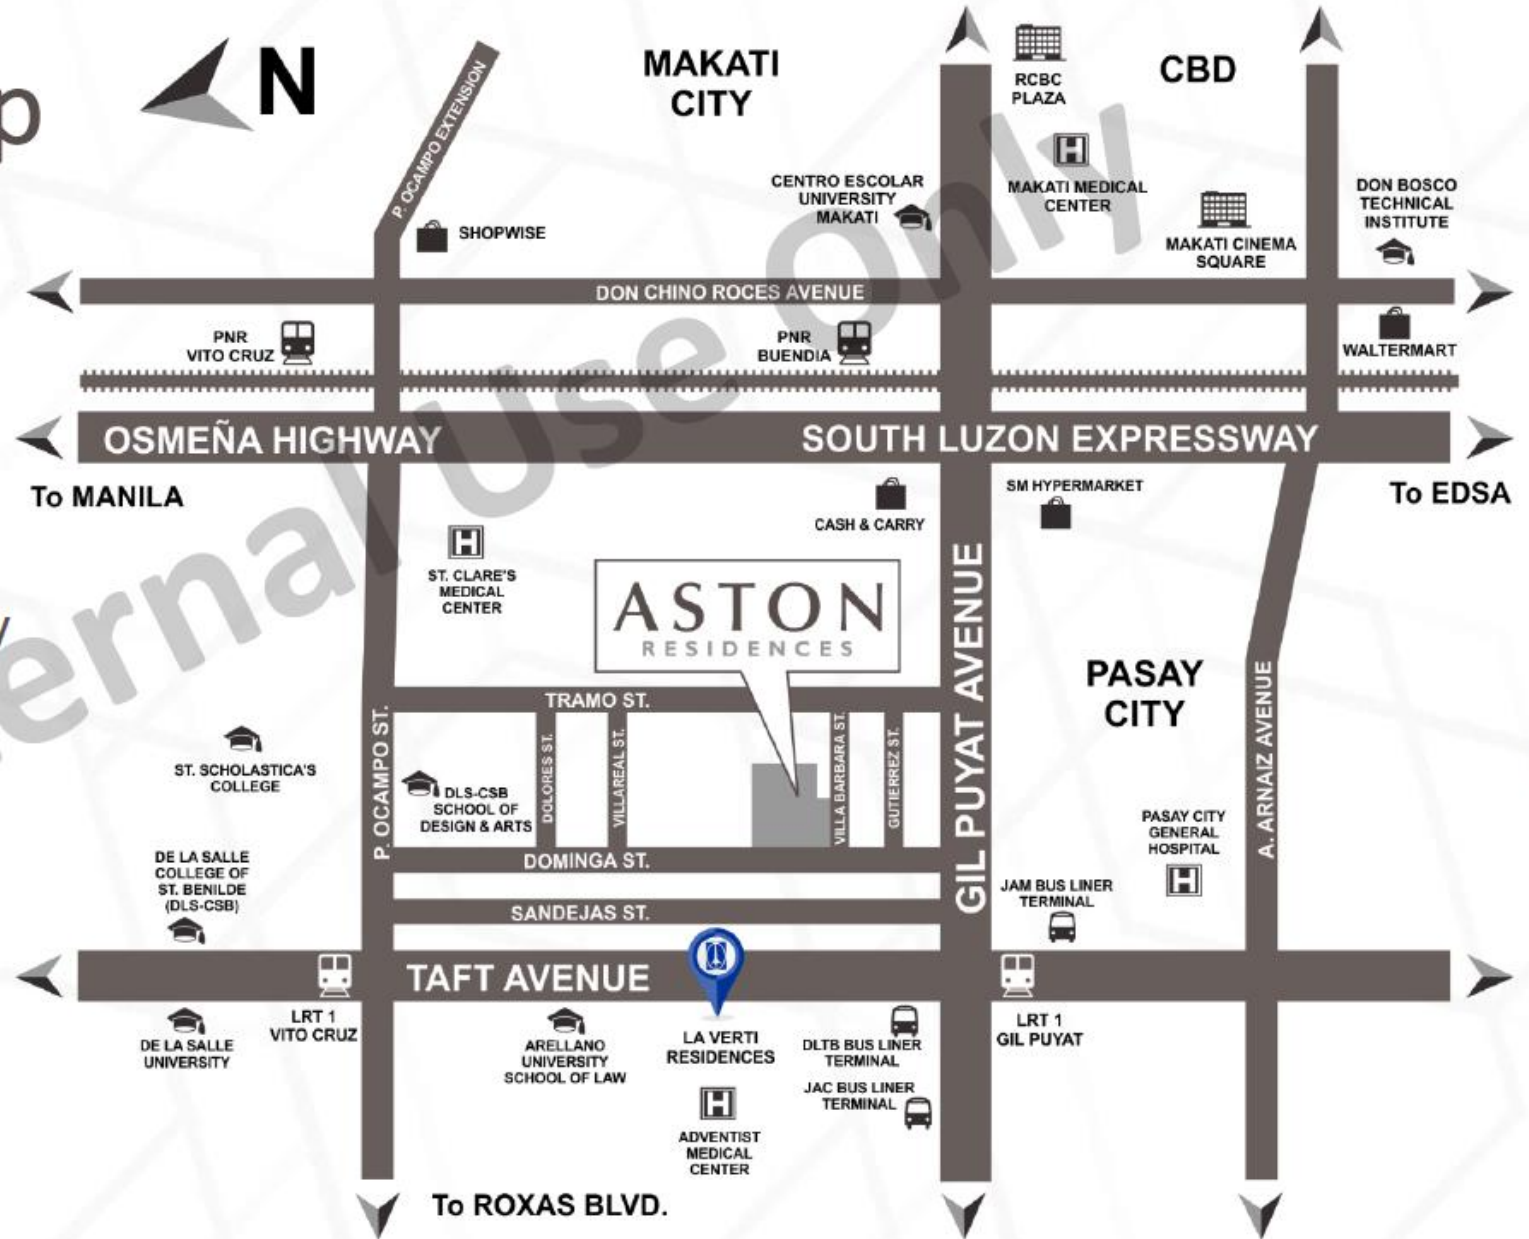 p
N
MAKATI
CITY
RCBC
PLAZA
CBD
P. OCAMPO EXTENSION
CENTRO ESCOLAR
UNIVERSITY
MAKATI
MAKATI MEDICAL
CENTER
DON BOSCO
TECHNICAL
INSTITUTE
SHOPWISE
MAKATI CINEMA
SQUARE
DON CHINO ROCES AVENUE
PNR
VITO CRUZ
PNR
BUENDIA
WALTERMART
OSMEÑA HIGHWAY
SOUTH LUZON EXPRESSWAY
To MANILA
To EDSA
CASH & CARRY
SM HYPERMARKET
ST. CLARE'S
MEDICAL
CENTER
ASTON
RESIDENCES
PASAY
CITY
TRAMO ST.
P. OCAMPO ST.
DOLORES ST.
VILLAREAL ST.
VILLA BARBARA ST.
GUTIERREZ ST.
GIL PUYAT AVENUE
A. ARNAIZ AVENUE
ST. SCHOLASTICA'S
COLLEGE
DLS-CSB
SCHOOL OF
DESIGN & ARTS
PASAY CITY
GENERAL
HOSPITAL
DOMINGA ST.
DE LA SALLE
COLLEGE OF
ST. BENILDE
(DLS-CSB)
JAM BUS LINER
TERMINAL
SANDEJAS ST.
TAFT AVENUE
LRT 1
VITO CRUZ
DE LA SALLE
UNIVERSITY
ARELLANO
UNIVERSITY
SCHOOL OF LAW
LA VERTI
RESIDENCES
DLTB BUS LINER
TERMINAL
LRT 1
GIL PUYAT
JAC BUS LINER
TERMINAL
ADVENTIST
MEDICAL
CENTER
To ROXAS BLVD.
ernal Use Only